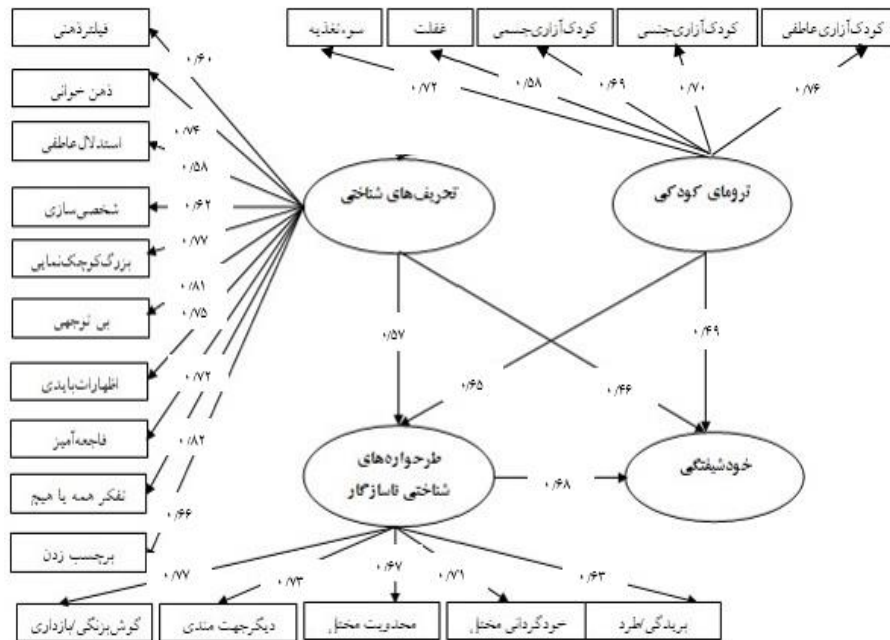 کودک‌آزاری عاطفی
کودک‌آزاری‌جنسی
کودک‌آزاری‌جسمی
غفلت
سوء‌تغذیه
۰/۷۶
۰/۷۰
۰/۶۹
۰/۵۸
۰/۷۲
ترومای کودکی
تحریف‌های شناختی
فیلترذهنی
۰/۶۰
ذهن خوانی
۰/۷۴
استدلال عاطفی
۰/۵۸
شخصی‌سازی
۰/۶۲
بزرگ‌کوچک‌نمایی
۰/۷۷
بی توجهی
۰/۸۱
۰/۷۵
اظهارات‌بایدی
۰/۷۲
فاجعه‌آمیز
۰/۸۲
تفکر همه یا هیچ
۰/۶۶
برچسب زدن
۰/۴۹
۰/۵۷
۰/۴۶
۰/۶۵
خودشیفتگی
طرحواره‌های
شناختی ناسازگار
۰/۶۸
۰/۶۳
۰/۷۱
۰/۶۷
۰/۷۳
۰/۷۷
بریدگی/طرد
خودگردانی مختل
محدویت مختل
دیگرجهت مندی
گوش‌بزنگی/بازداری